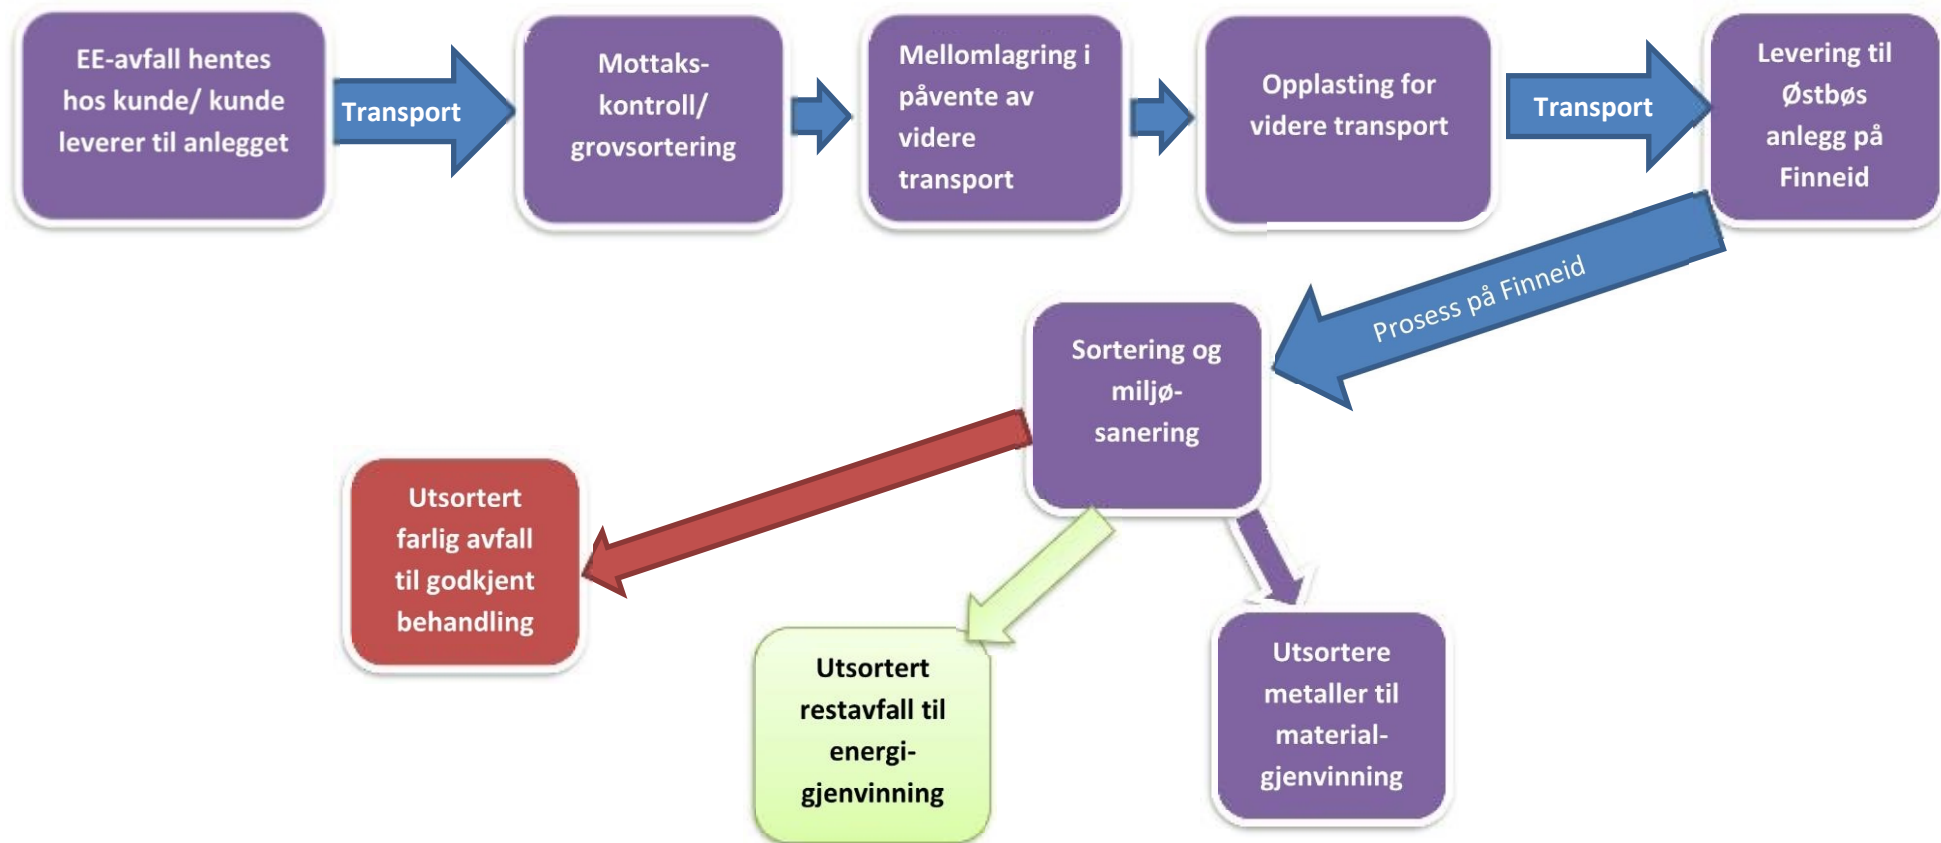 EE-avfall hentes
hos kunde/ kunde
leverer til anlegget
Transport
Mottaks-
kontroll/
grovsortering
Mellomlagring i
påvente av
videre
transport
Opplasting for
videre transport
Transport
Levering til
Østbøs
anlegg på
Finneid
Prosess på Finneid
Sortering og
miljø-
sanering
Utsortert
farlig avfall
til godkjent
behandling
Utsortert
restavfall til
energi-
gjenvinning
Utsortere
metaller til
material-
gjenvinning